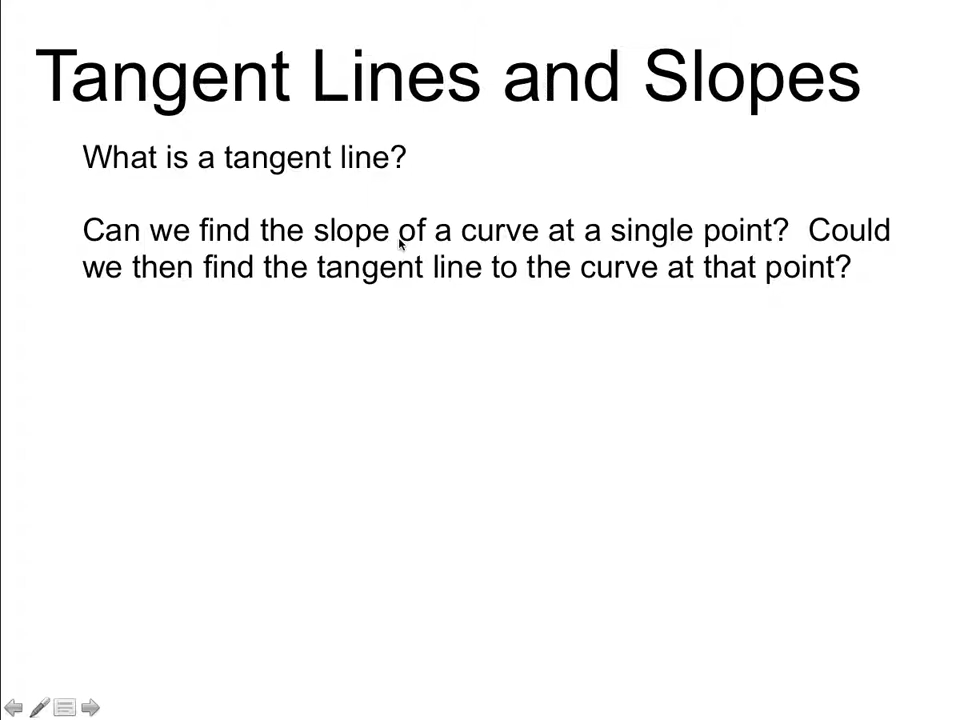 Tangent Lines and Slopes
What is a tangent line?
Can we find the slope of a curve at a single point?  Could
we then find the tangent line to the curve at that point?